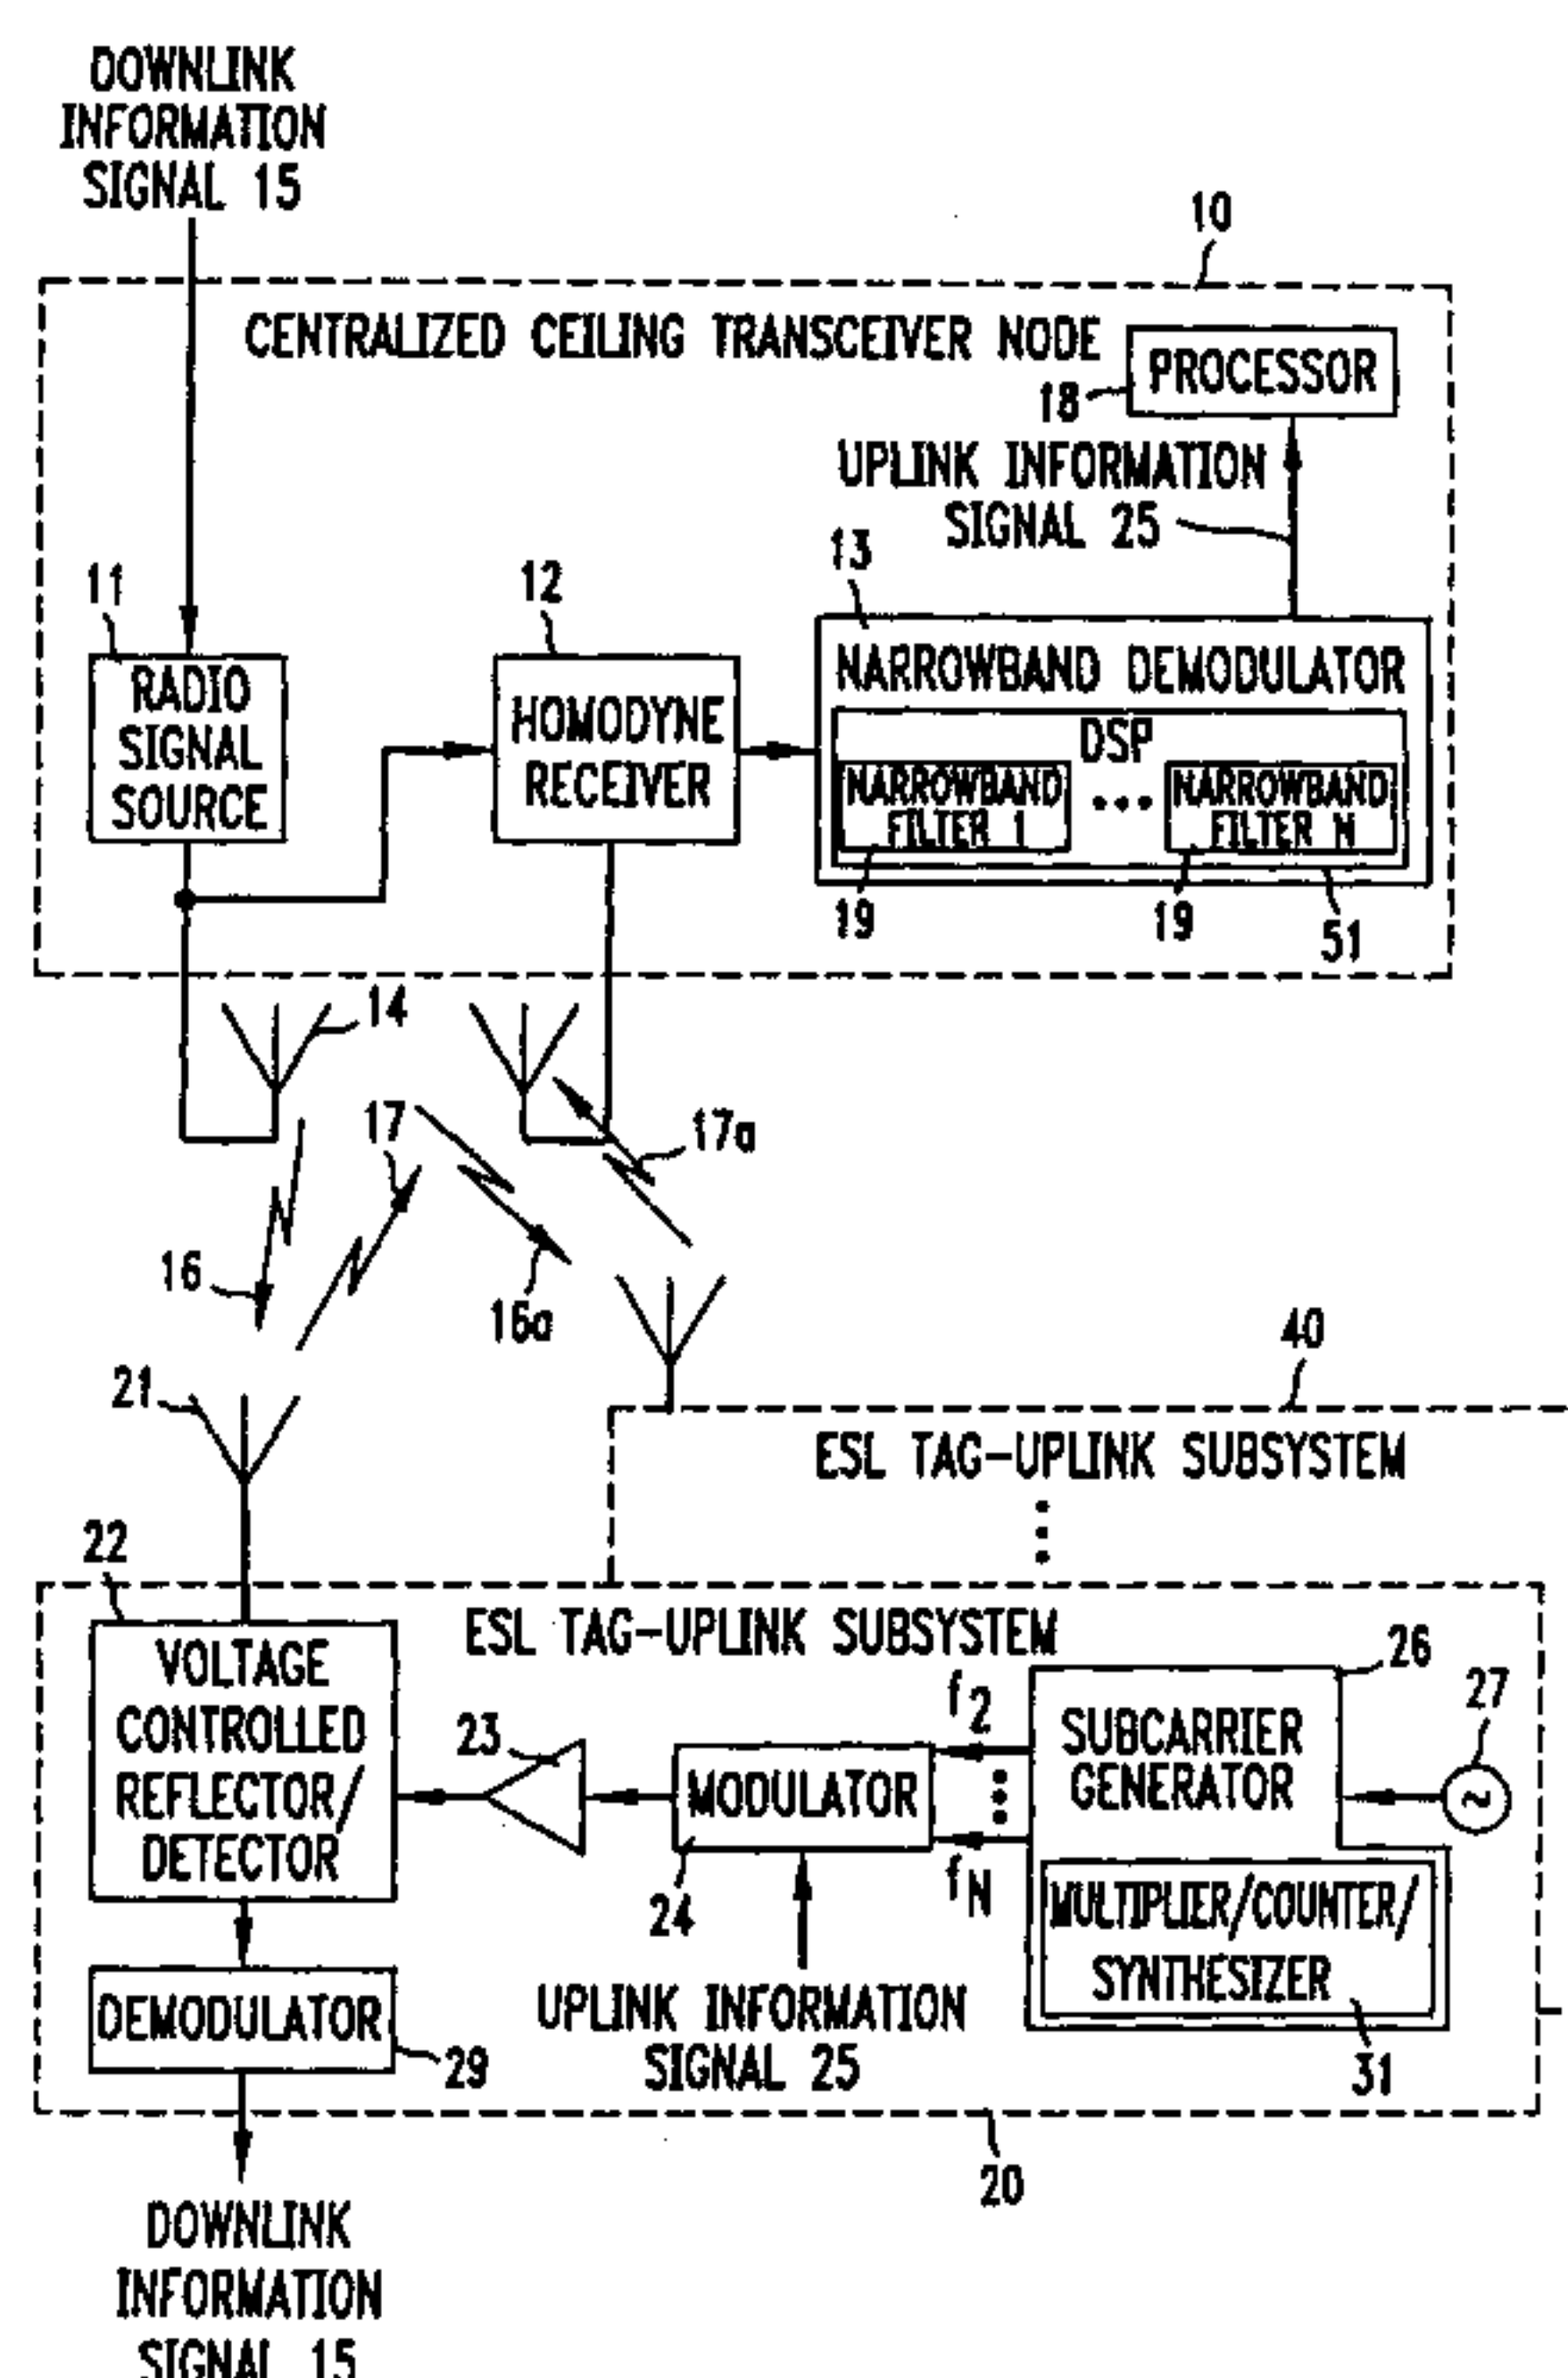 DOWNLINK
INFORMATION
SIGNAL 15
10
CENTRALIZED CEILING TRANSCEIVER NODE
PROCESSOR
18
UPLINK INFORMATION
SIGNAL 25
13
11
12
RADIO
SIGNAL
SOURCE
HOMODYNE
RECEIVER
NARROWBAND DEMODULATOR
DSP
NARROWBAND
FILTER 1
NARROWBAND
FILTER N
19
19
51
14
17
17a
16
16a
40
21
ESL TAG-UPLINK SUBSYSTEM
22
ESL TAG-UPLINK SUBSYSTEM
26
27
VOLTAGE
CONTROLLED
REFLECTOR/
DETECTOR
23
MODULATOR
24
f2
fN
SUBCARRIER
GENERATOR
~
MULTIPLIER/COUNTER/
SYNTHESIZER
31
UPLINK INFORMATION
SIGNAL 25
DEMODULATOR
29
20
DOWNLINK
INFORMATION
SIGNAL 15